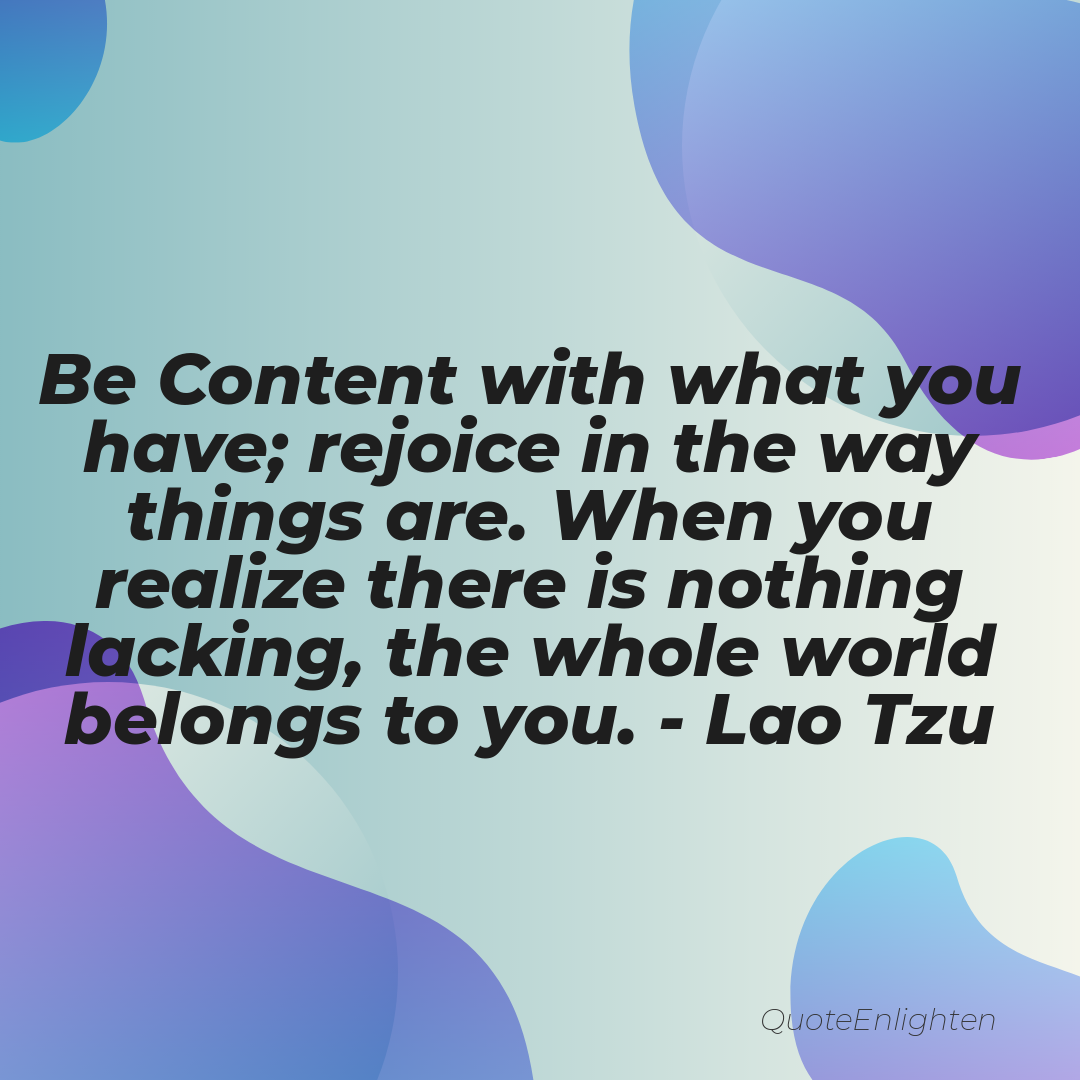 Be Content with what you
have; rejoice in the way
things are. When you
realize there is nothing
lacking, the whole world
belongs to you. - Lao Tzu
QuoteEnlighten